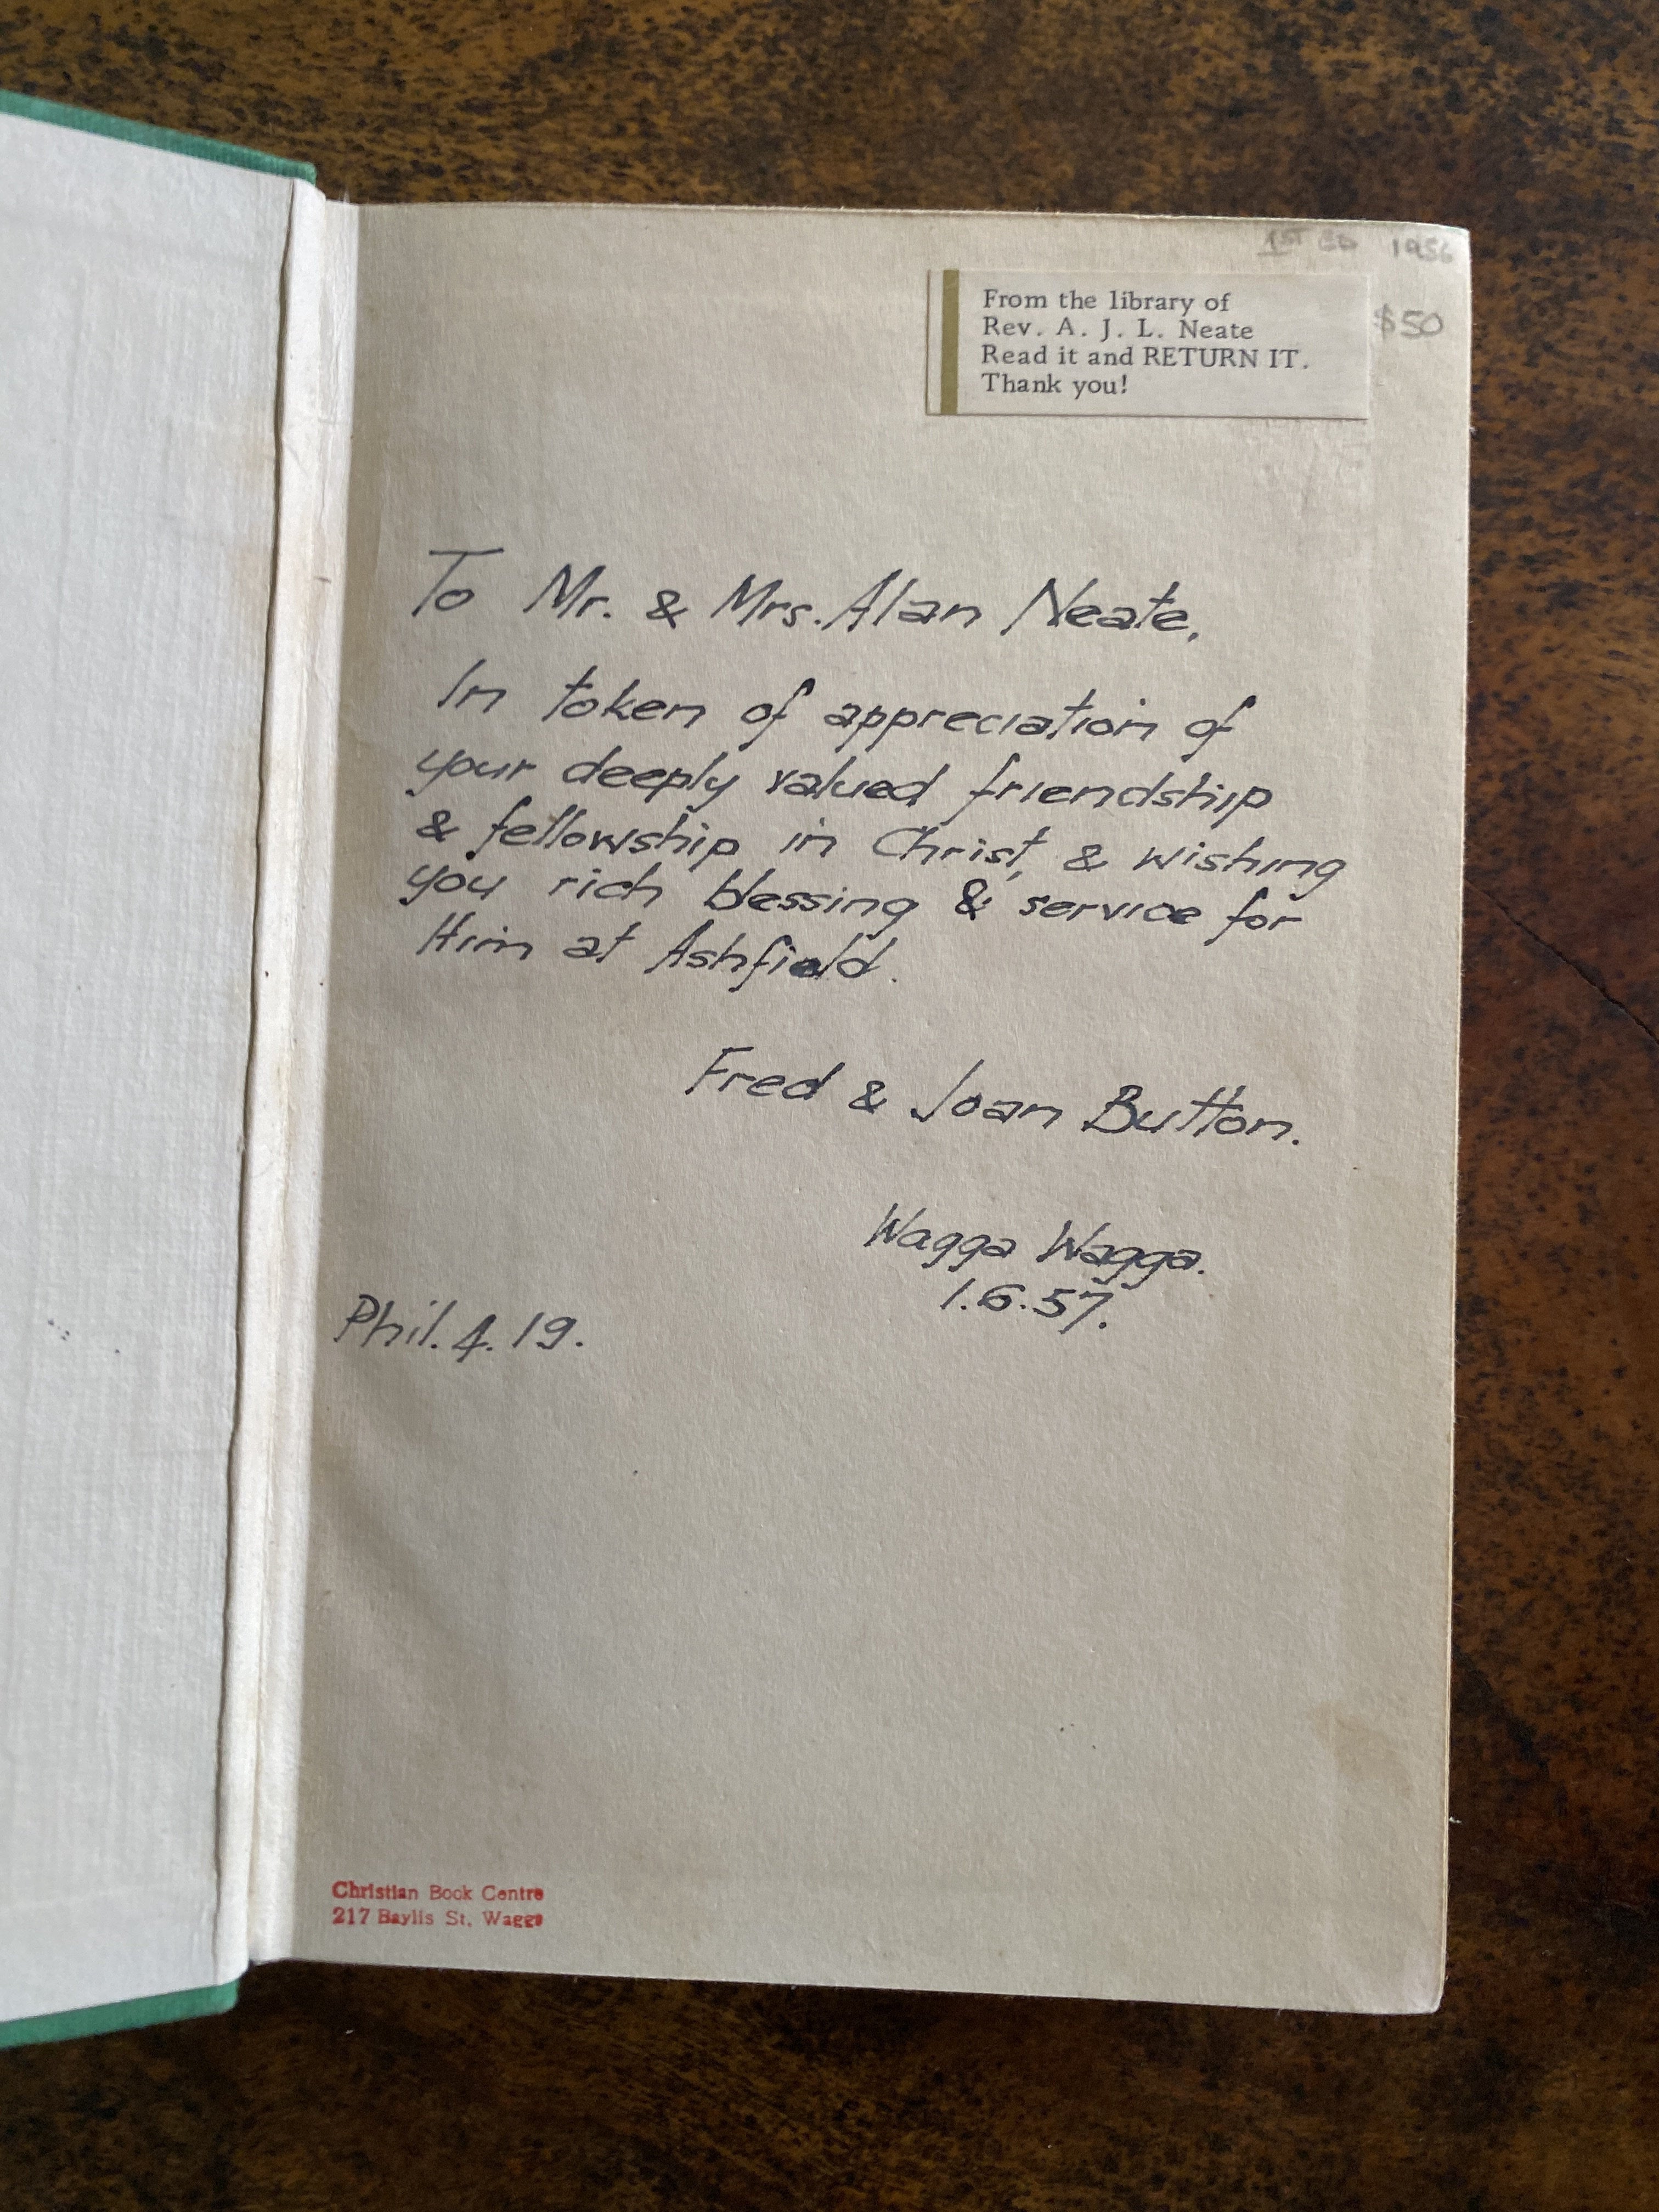 1ST ED 1956
From the library of
Rev. A. J. L. Neate
Read it and RETURN IT.
Thank you!
$50
To Mr. & Mrs. Alan Neate,
In token of appreciation of
your deeply valued friendship
& fellowship in Christ, & wishing
you rich blessing & service for
Him at Ashfield.
Fred & Joan Button.
Wagga Wagga.
1.6.57.
Phil. 4. 19.
Christian Book Centre
217 Baylis St, Wagga